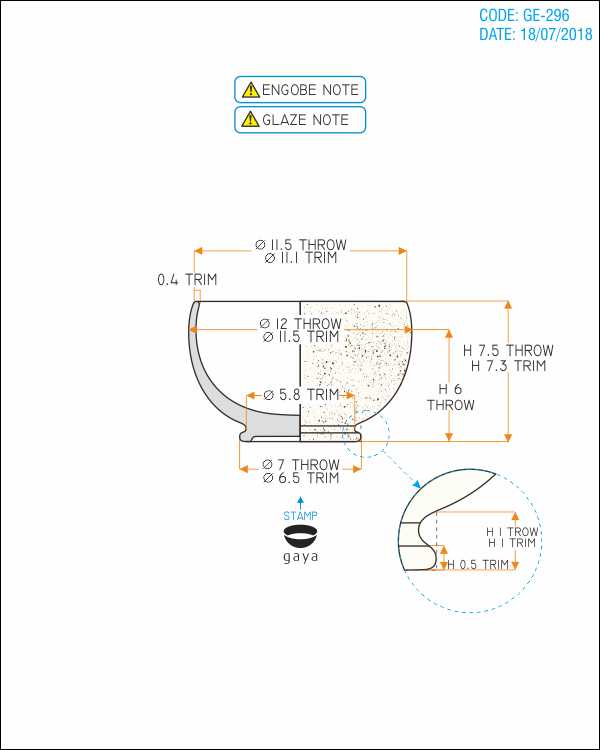 CODE: GE-296
DATE: 18/07/2018
ENGOBE NOTE
GLAZE NOTE
Ø 11.5 THROW
Ø 11.1 TRIM
0.4 TRIM
Ø 12 THROW
Ø 11.5 TRIM
H 7.5 THROW
H 7.3 TRIM
H 6
THROW
Ø 5.8 TRIM
Ø 7 THROW
Ø 6.5 TRIM
STAMP
gaya
H 1 TROW
H 1 TRIM
H 0.5 TRIM